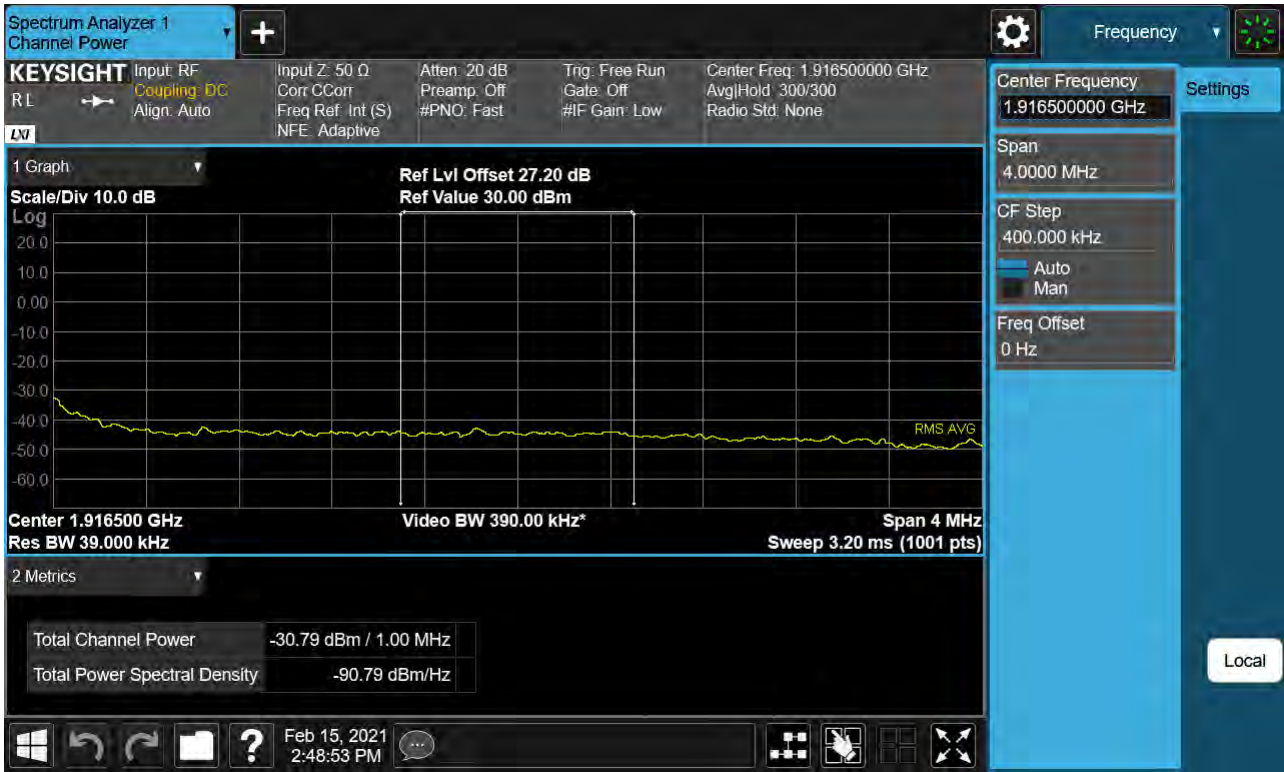 Spectrum Analyzer 1
Channel Power
+
Frequency
KEYSIGHT
RL
LXI
Input: RF
Coupling: DC
Align: Auto
Input Z: 50 Ω
Corr CCorr
Freq Ref: Int (S)
NFE: Adaptive
Atten: 20 dB
Preamp: Off
#PNO: Fast
Trig: Free Run
Gate: Off
#IF Gain: Low
Center Freq: 1.916500000 GHz
Avg|Hold: 300/300
Radio Std: None
Center Frequency
1.916500000 GHz
Settings
Span
4.0000 MHz
CF Step
400.000 kHz
Auto
Man
Freq Offset
0 Hz
1 Graph
Scale/Div 10.0 dB
Ref Lvl Offset 27.20 dB
Ref Value 30.00 dBm
Log
20.0
10.0
0.00
-10.0
-20.0
-30.0
-40.0
-50.0
-60.0
RMS AVG
Center 1.916500 GHz
Video BW 390.00 kHz*
Span 4 MHz
Res BW 39.000 kHz
Sweep 3.20 ms (1001 pts)
2 Metrics
Total Channel Power
-30.79 dBm / 1.00 MHz
Total Power Spectral Density
-90.79 dBm/Hz
Local
?
Feb 15, 2021
2:48:53 PM